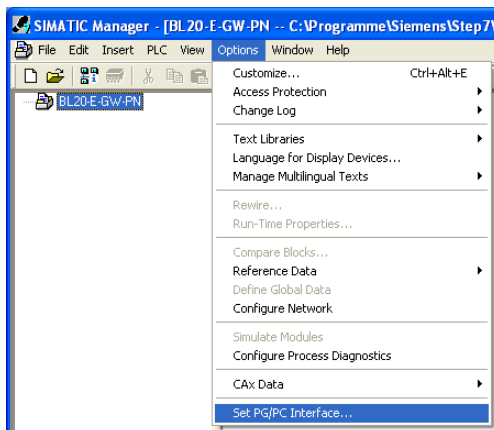 SIMATIC Manager - [BL20-E-GW-PN -- C:\Programme\Siemens\Step7\
File Edit Insert PLC View Options Window Help
BL20-E-GW-PN
Customize... Ctrl+Alt+E
Access Protection
Change Log
Text Libraries
Language for Display Devices...
Manage Multilingual Texts
Rewire...
Run-Time Properties...
Compare Blocks...
Reference Data
Define Global Data
Configure Network
Simulate Modules
Configure Process Diagnostics
CAx Data
Set PG/PC Interface...